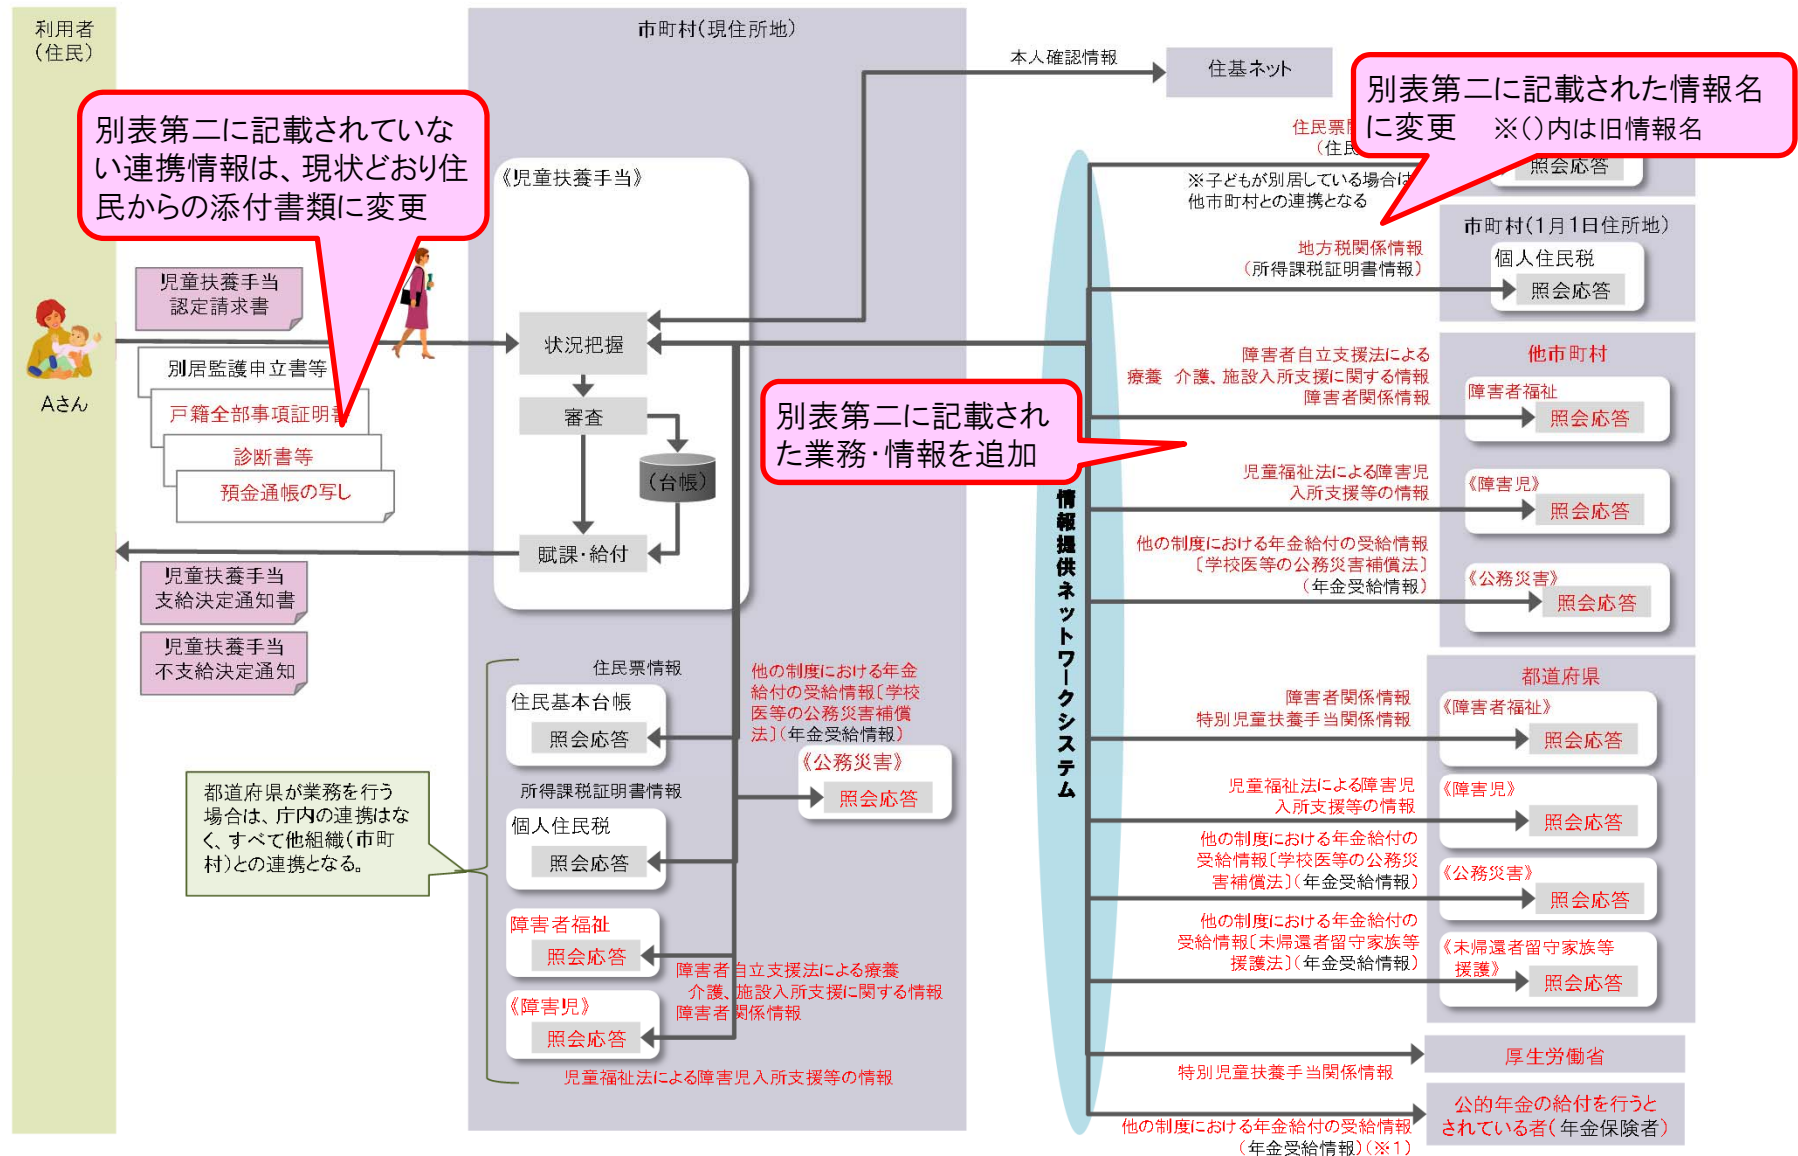 利用者
（住民）
市町村（現住所地）
本人確認情報
住基ネット
別表第二に記載された情報名
に変更　※（）内は旧情報名
別表第二に記載されていな
い連携情報は、現状どおり住
民からの添付書類に変更
住民票
（住民
照会応答
※子どもが別居している場合は
他市町村との連携となる
《児童扶養手当》
市町村（1月1日住所地）
地方税関係情報
（所得課税証明書情報）
個人住民税
照会応答
児童扶養手当
認定請求書
状況把握
別居監護申立書等
戸籍全部事項証明書
診断書等
預金通帳の写し
Aさん
審査
（台帳）
賦課・給付
児童扶養手当
支給決定通知書
児童扶養手当
不支給決定通知
別表第二に記載され
た業務・情報を追加
情報提供ネットワークシステム
他市町村
障害者自立支援法による
療養　介護、施設入所支援に関する情報
障害者関係情報
障害者福祉
照会応答
児童福祉法による障害児
入所支援等の情報
《障害児》
照会応答
他の制度における年金給付の受給情報
〔学校医等の公務災害補償法〕
（年金受給情報）
《公務災害》
照会応答
住民票情報
住民基本台帳
照会応答
他の制度における年金
給付の受給情報〔学校
医等の公務災害補償
法〕（年金受給情報）
《公務災害》
照会応答
所得課税証明書情報
個人住民税
照会応答
都道府県が業務を行う
場合は、庁内の連携はな
く、すべて他組織（市町
村）との連携となる。
障害者福祉
照会応答
障害者自立支援法による療養
介護、施設入所支援に関する情報
障害者関係情報
《障害児》
照会応答
児童福祉法による障害児入所支援等の情報
都道府県
障害者関係情報
特別児童扶養手当関係情報
《障害者福祉》
照会応答
児童福祉法による障害児
入所支援等の情報
《障害児》
照会応答
他の制度における年金給付の
受給情報〔学校医等の公務災
害補償法〕（年金受給情報）
《公務災害》
照会応答
他の制度における年金給付の
受給情報〔未帰還者留守家族等
援護法〕（年金受給情報）
《未帰還者留守家族等
援護》
照会応答
厚生労働省
特別児童扶養手当関係情報
公的年金の給付を行うと
されている者（年金保険者）
他の制度における年金給付の受給情報
（年金受給情報）（※1）